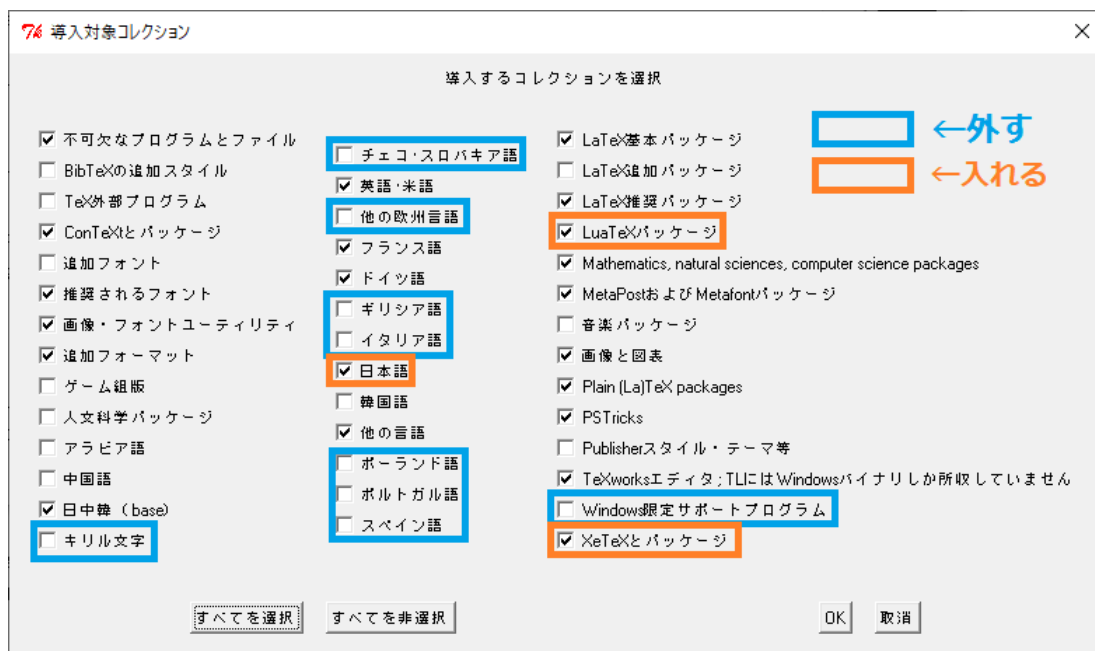 導入対象コレクション
導入するコレクションを選択
不可欠なプログラムとファイル
BibTeXの追加スタイル
TeX外部プログラム
ConTeXtとパッケージ
追加フォント
推奨されるフォント
画像・フォントユーティリティ
追加フォーマット
ゲーム組版
人文科学パッケージ
アラビア語
中国語
日中韓（base)
キリル文字
チェコ・スロバキア語
英語・米語
他の欧州言語
フランス語
ドイツ語
ギリシア語
イタリア語
日本語
韓国語
他の言語
ポーランド語
ポルトガル語
スペイン語
LaTeX基本パッケージ
LaTeX追加パッケージ
LaTeX推奨パッケージ
LuaTeXパッケージ
Mathematics, natural sciences, computer science packages
MetaPostおよびMetafontパッケージ
音楽パッケージ
画像と図表
Plain (La)TeX packages
PSTricks
Publisherスタイル・テーマ等
TeXworksエディタ;TLにはWindowsバイナリしか所収していません
Windows限定サポートプログラム
XeTeXとパッケージ
←外す
←入れる
すべてを選択
すべてを非選択
OK
取消